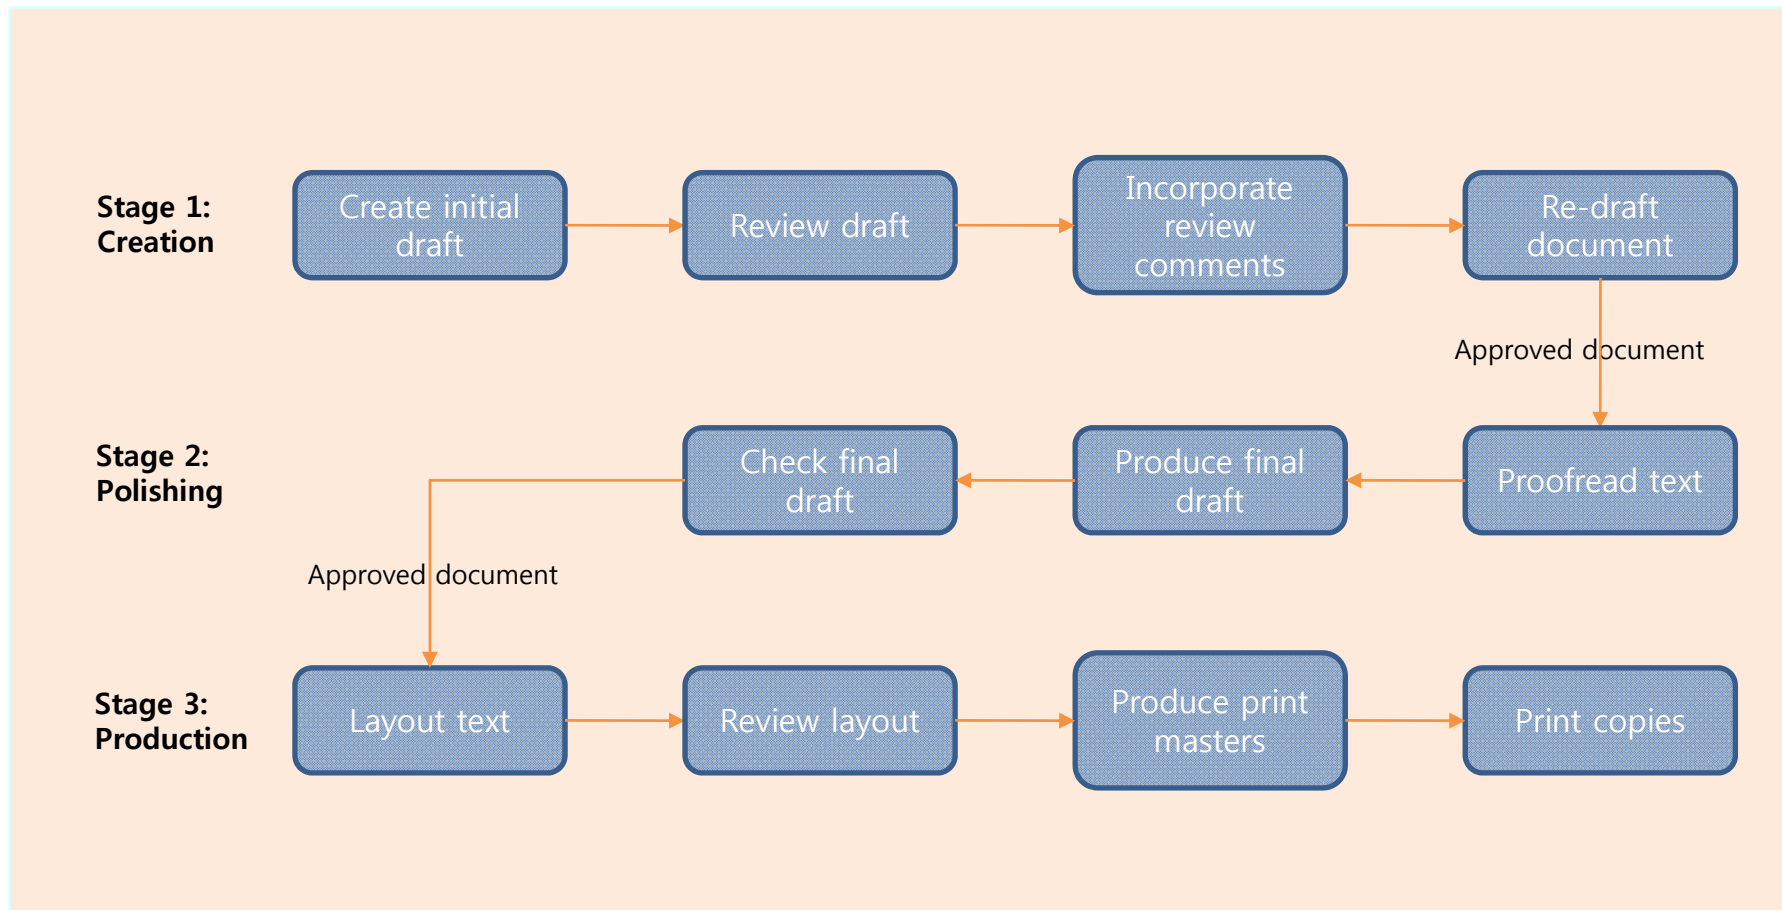 Stage 1:
Creation
Create initial
draft
Review draft
Incorporate
review
comments
Re-draft
document
Approved document
Stage 2:
Polishing
Check final
draft
Produce final
draft
Proofread text
Approved document
Stage 3:
Production
Layout text
Review layout
Produce print
masters
Print copies